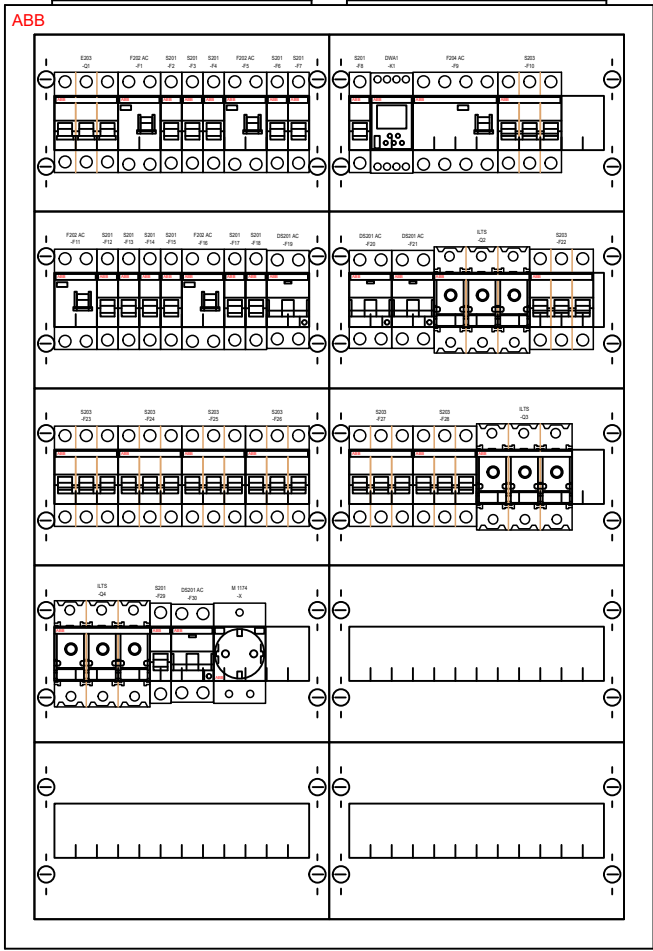 ABB
E203 F202 AC S201 S201 S201 F202 AC S201 S201
-Q1 -F1 -F2 -F3 -F4 -F5 -F6 -F7
S201 DWA1 F204 AC S203
-F8 -K1 -F9 -F10
F202 AC S201 S201 S201 S201 F202 AC S201 S201 DS201 AC
-F11 -F12 -F13 -F14 -F15 -F16 -F17 -F18 -F19
DS201 AC DS201 AC ILTS S203
-F20 -F21 -Q2 -F22
S203 S203 S203 S203
-F23 -F24 -F25 -F26
S203 S203 ILTS
-F27 -F28 -Q3
ILTS S201 DS201 AC M 1174
-Q4 -F29 -F30 -X